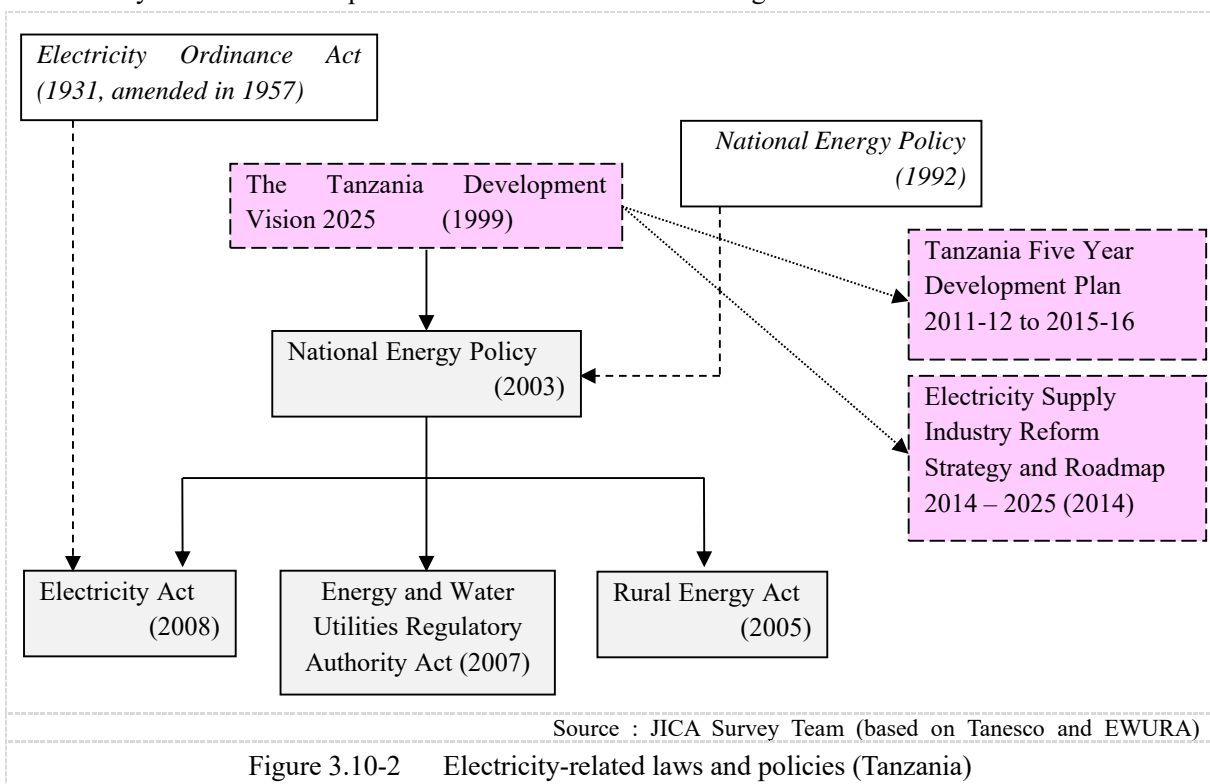 Electricity Ordinance Act
(1931, amended in 1957)
National Energy Policy
(1992)
The Tanzania Development
Vision 2025 (1999)
Tanzania Five Year
Development Plan
2011-12 to 2015-16
National Energy Policy
(2003)
Electricity Supply
Industry Reform
Strategy and Roadmap
2014 – 2025 (2014)
Electricity Act
(2008)
Energy and Water
Utilities Regulatory
Authority Act (2007)
Rural Energy Act
(2005)
Source : JICA Survey Team (based on Tanesco and EWURA)
Figure 3.10-2 Electricity-related laws and policies (Tanzania)